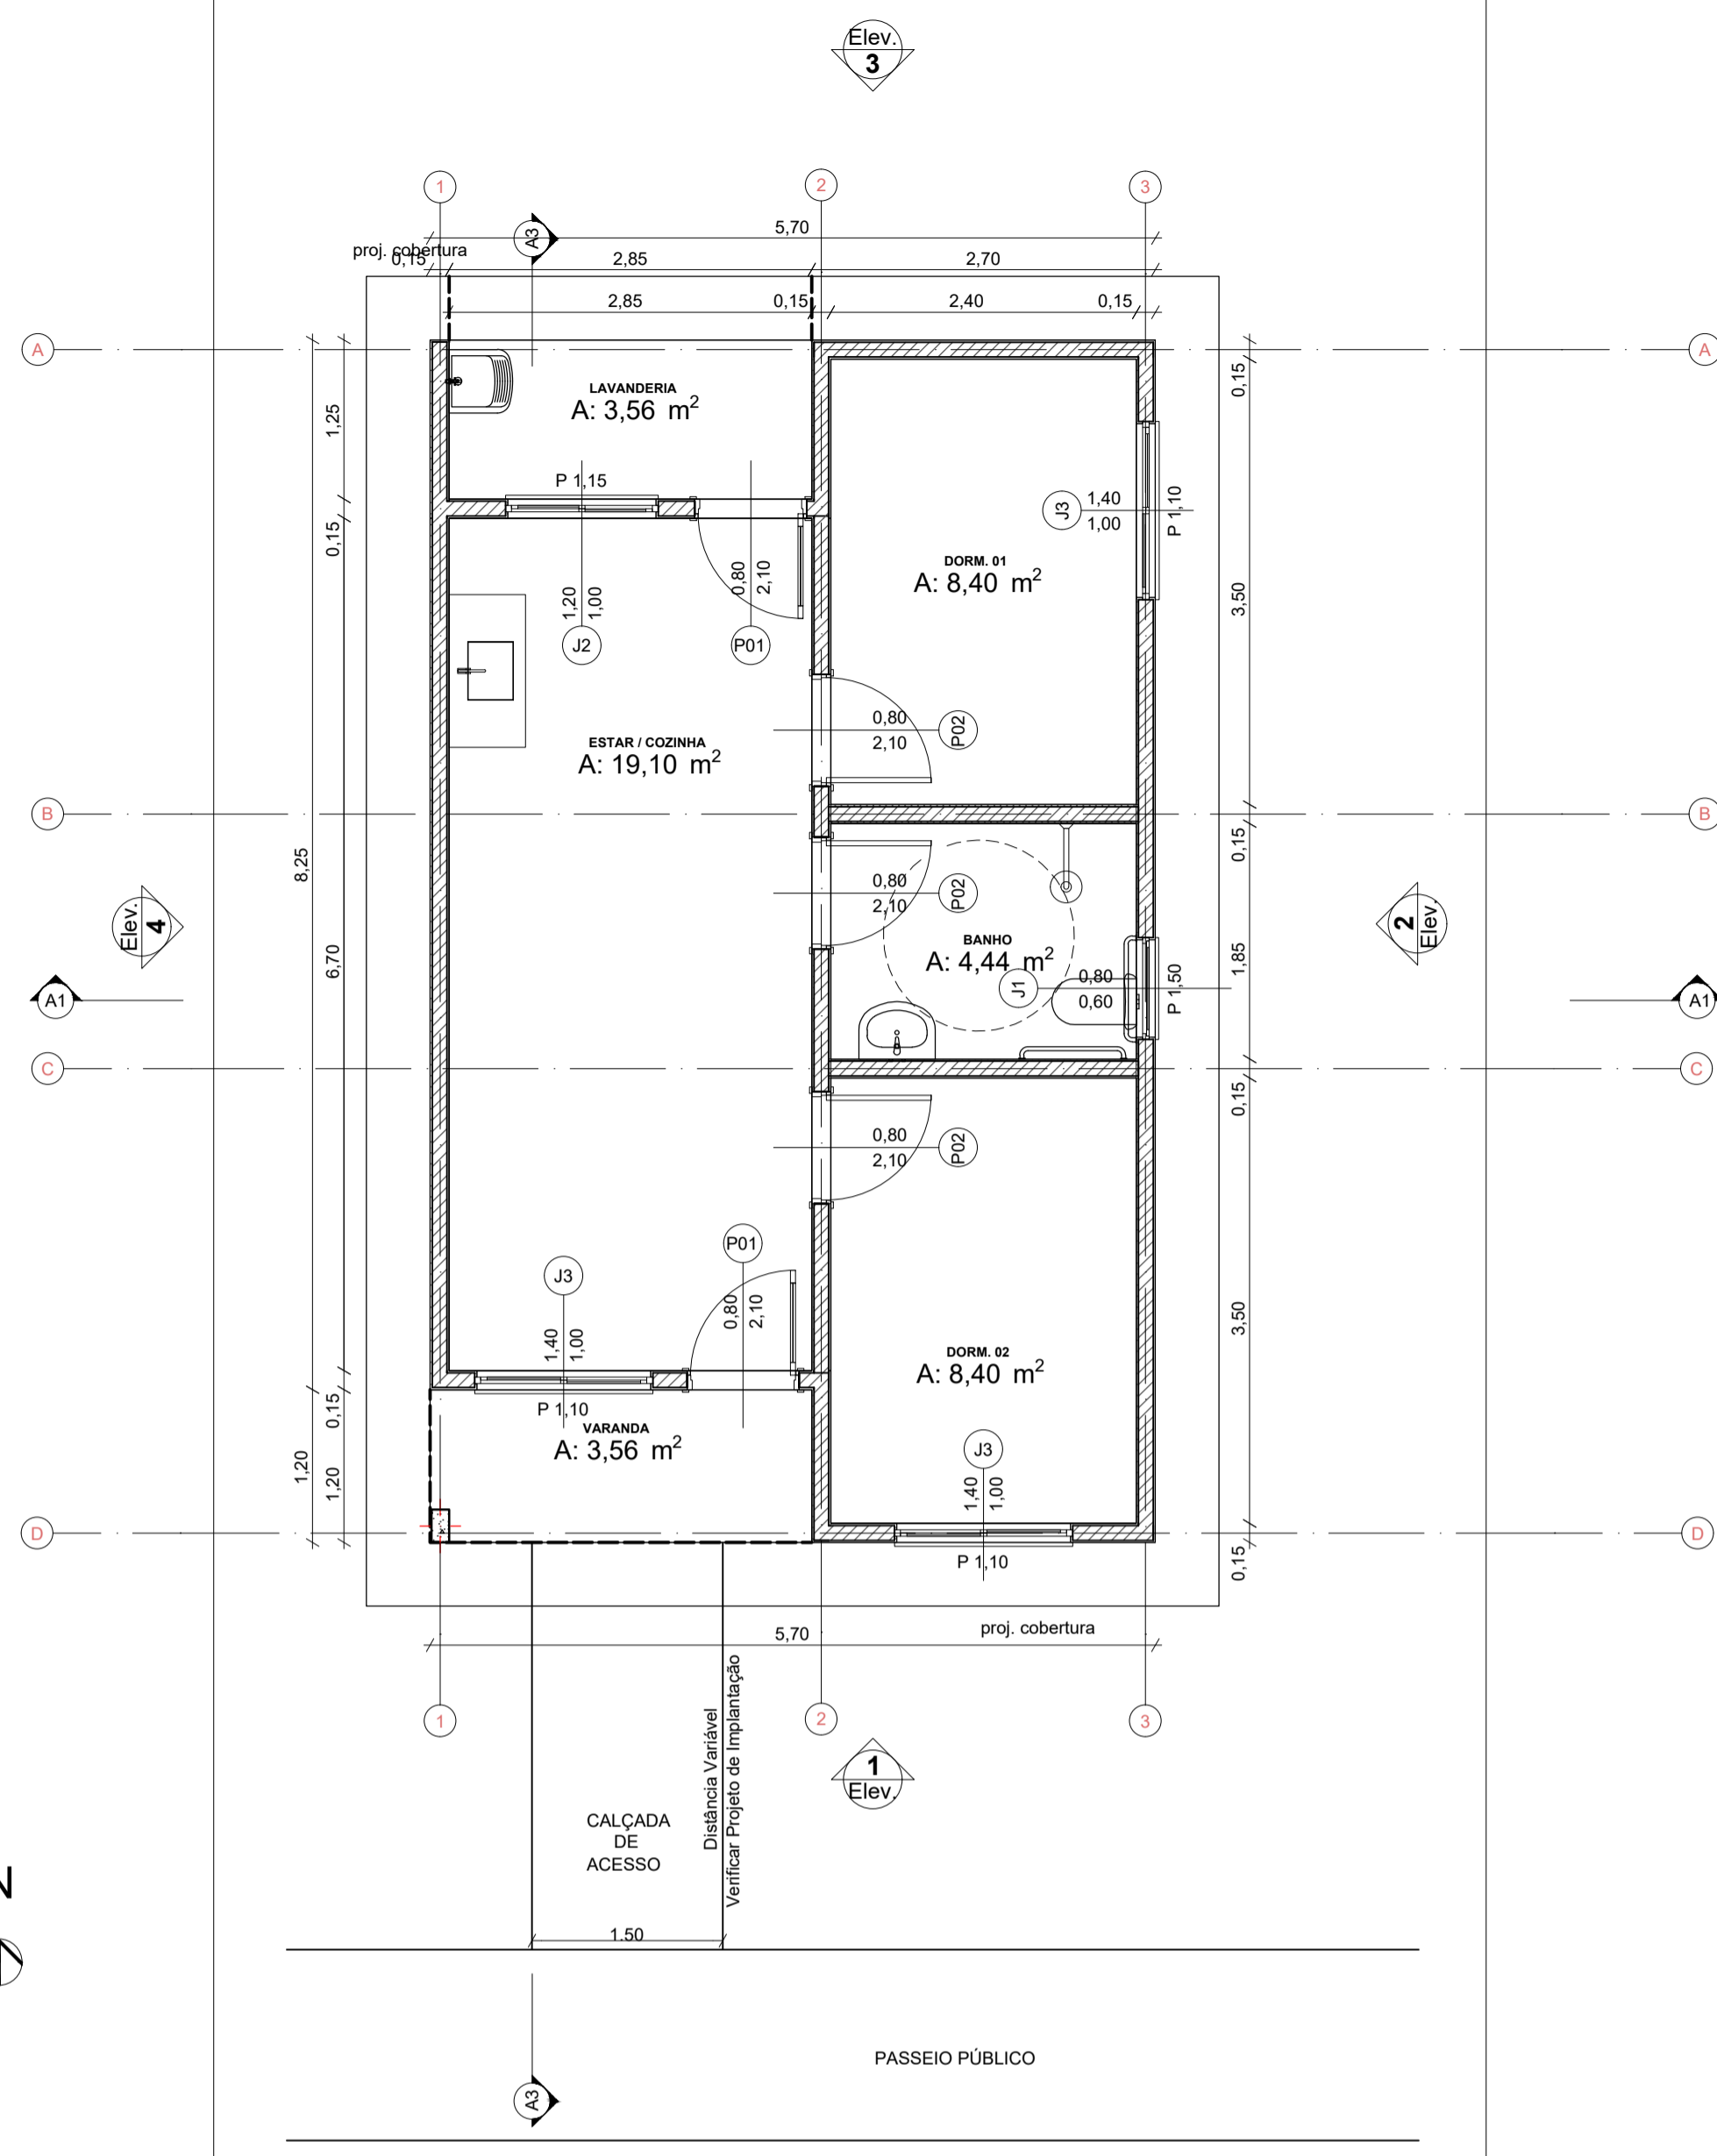 Elev.
3
1
2
3
A3
5,70
proj. cobertura
0,15
2,85
2,70
2,85
0,15
2,40
0,15
A
A
LAVANDERIA
A: 3,56 m²
1,25
0,15
P 1,15
0,15
J3
1,40
1,00
P 1,10
DORM. 01
A: 8,40 m²
0,80
2,10
1,20
1,00
3,50
J2
P01
0,80
2,10
P02
ESTAR / COZINHA
A: 19,10 m²
B
B
8,25
0,15
0,80
2,10
P02
Elev.
4
2
Elev.
BANHO
A: 4,44 m²
6,70
1,85
J1
0,80
0,60
P 1,50
A1
A1
C
C
0,15
0,80
2,10
P02
P01
J3
0,80
2,10
1,40
1,00
3,50
DORM. 02
A: 8,40 m²
0,15
P 1,10
VARANDA
A: 3,56 m²
J3
1,20
1,20
1,40
1,00
D
D
P 1,10
0,15
proj. cobertura
5,70
1
2
3
Distância Variável
Verificar Projeto de Implantação
1
Elev.
CALÇADA
DE
ACESSO
N
1.50
PASSEIO PÚBLICO
A3